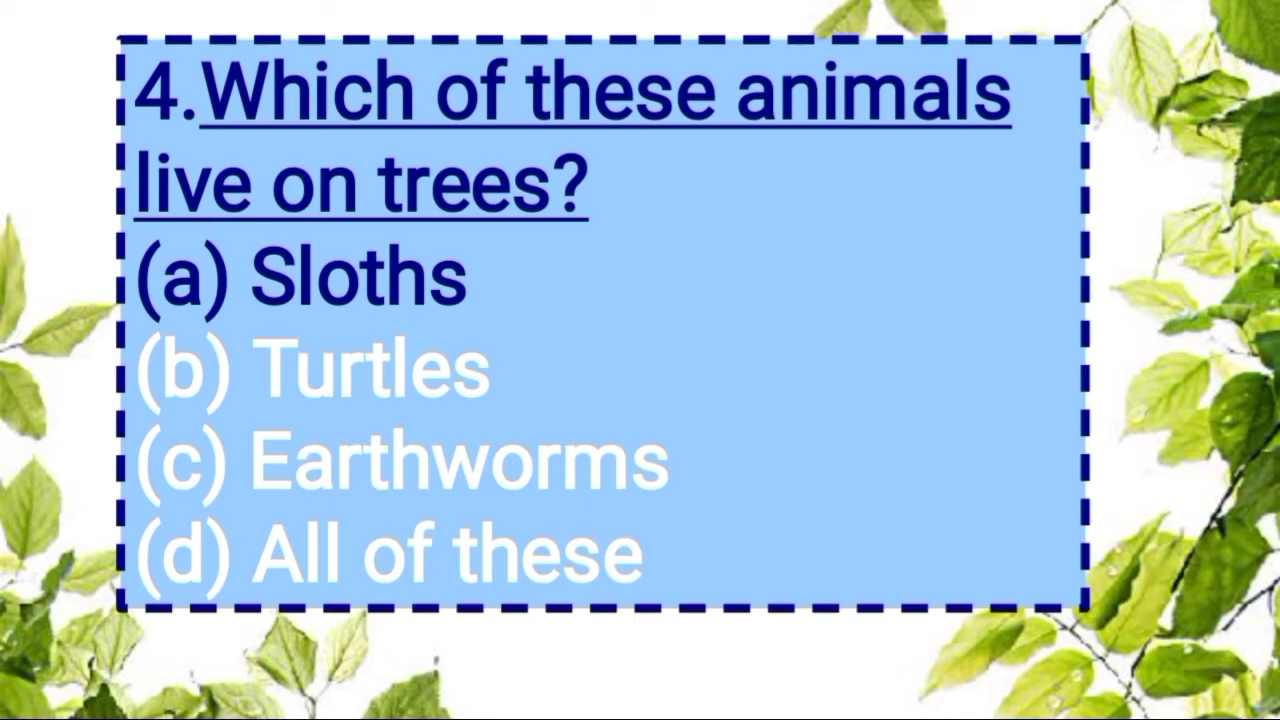 4.Which of these animals
live on trees?
(a) Sloths
(b) Turtles
(c) Earthworms
(d) All of these